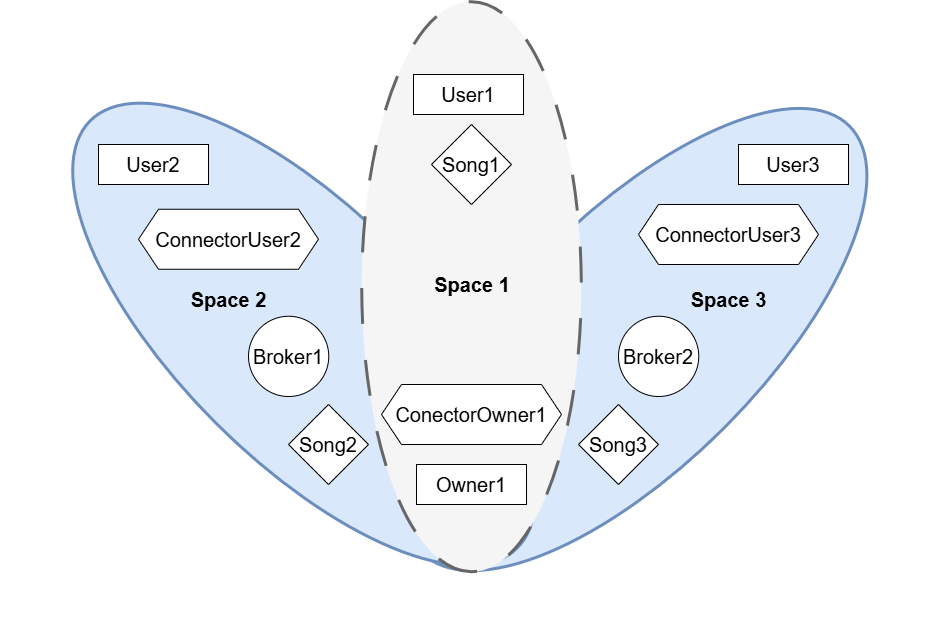 User1
User2
Song1
User3
ConnectorUser2
ConnectorUser3
Space 1
Space 2
Space 3
Broker1
Broker2
ConectorOwner1
Song2
Song3
Owner1